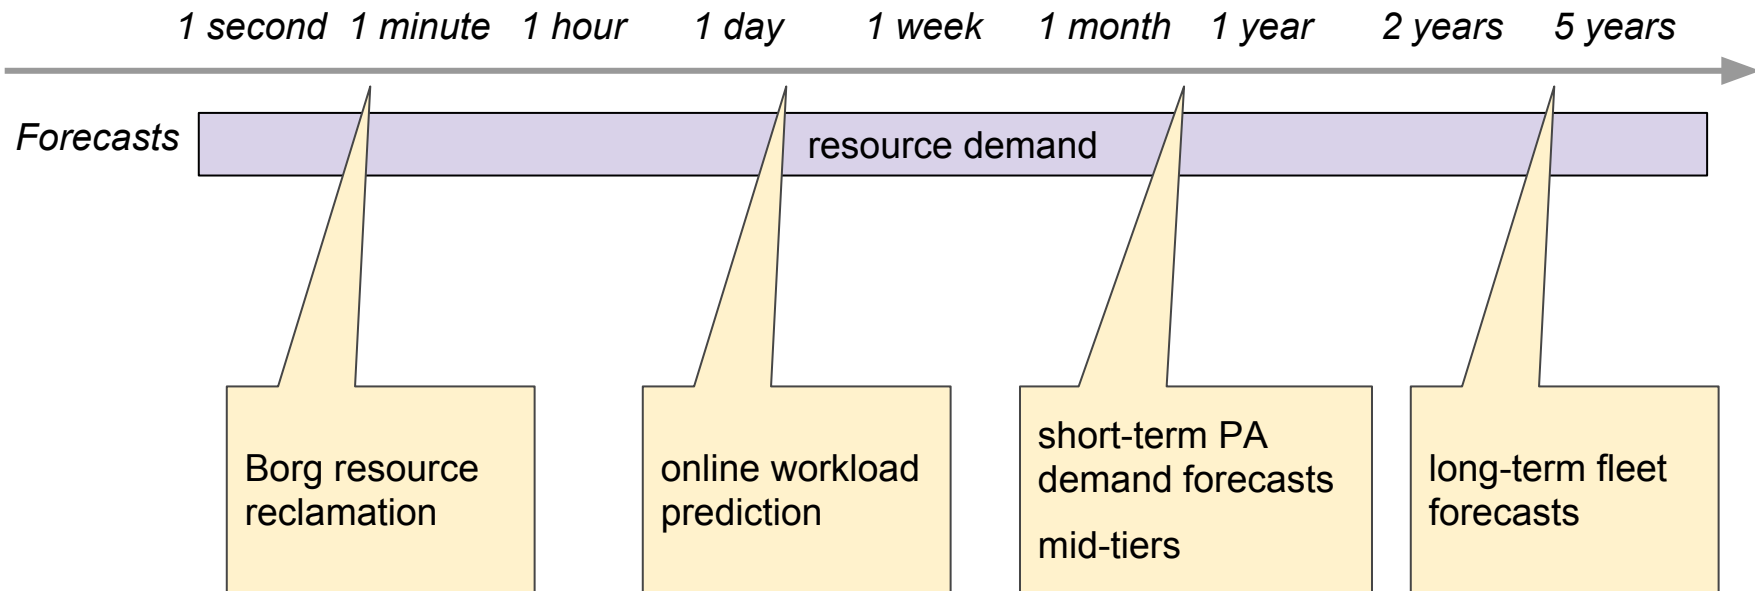 1 second 1 minute 1 hour 1 day 1 week 1 month 1 year 2 years 5 years
Forecasts
resource demand
Borg resource
reclamation
online workload
prediction
short-term PA
demand forecasts
mid-tiers
long-term fleet
forecasts